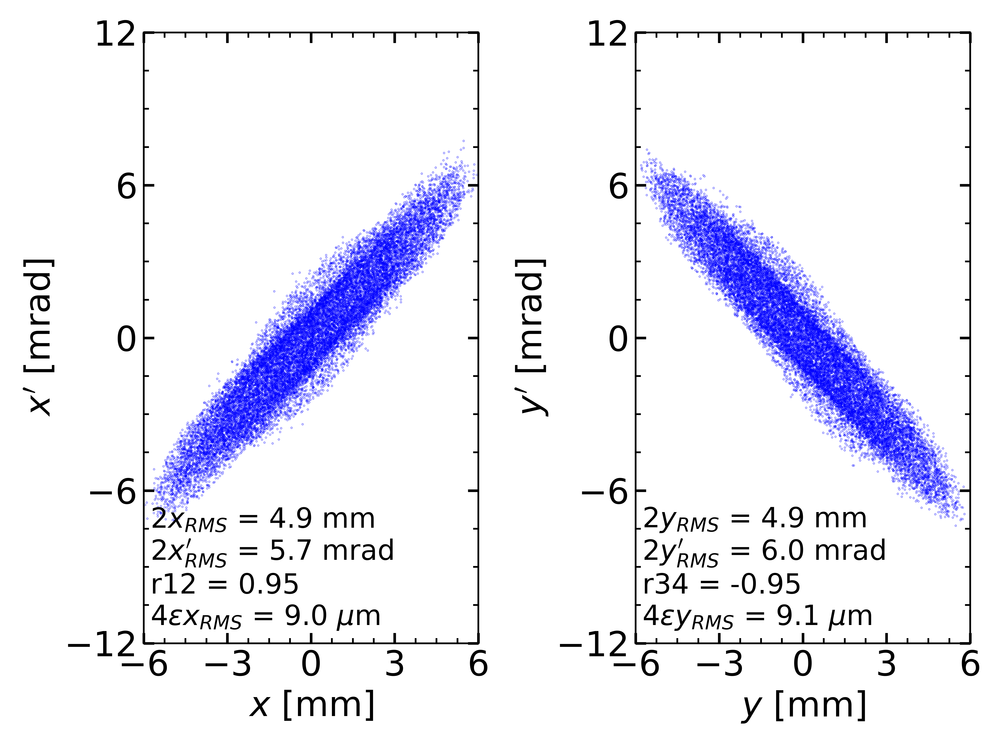 12
6
0
−6
−12
x′ [mrad]
2x_RMS = 4.9 mm
2x′_RMS = 5.7 mrad
r12 = 0.95
4εx_RMS = 9.0 μm
−6 −3 0 3 6
x [mm]
12
6
0
−6
−12
y′ [mrad]
2y_RMS = 4.9 mm
2y′_RMS = 6.0 mrad
r34 = -0.95
4εy_RMS = 9.1 μm
−6 −3 0 3 6
y [mm]